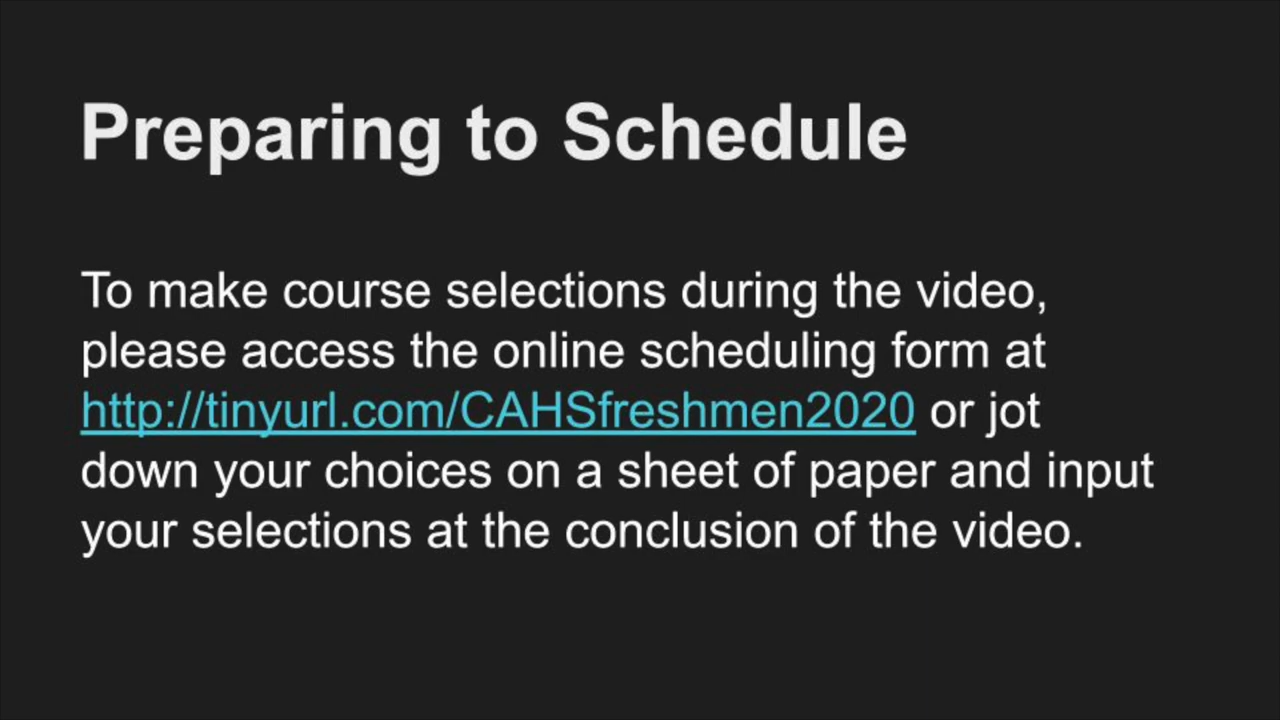 Preparing to Schedule
To make course selections during the video,
please access the online scheduling form at
http://tinyurl.com/CAHSfreshmen2020 or jot
down your choices on a sheet of paper and input
your selections at the conclusion of the video.